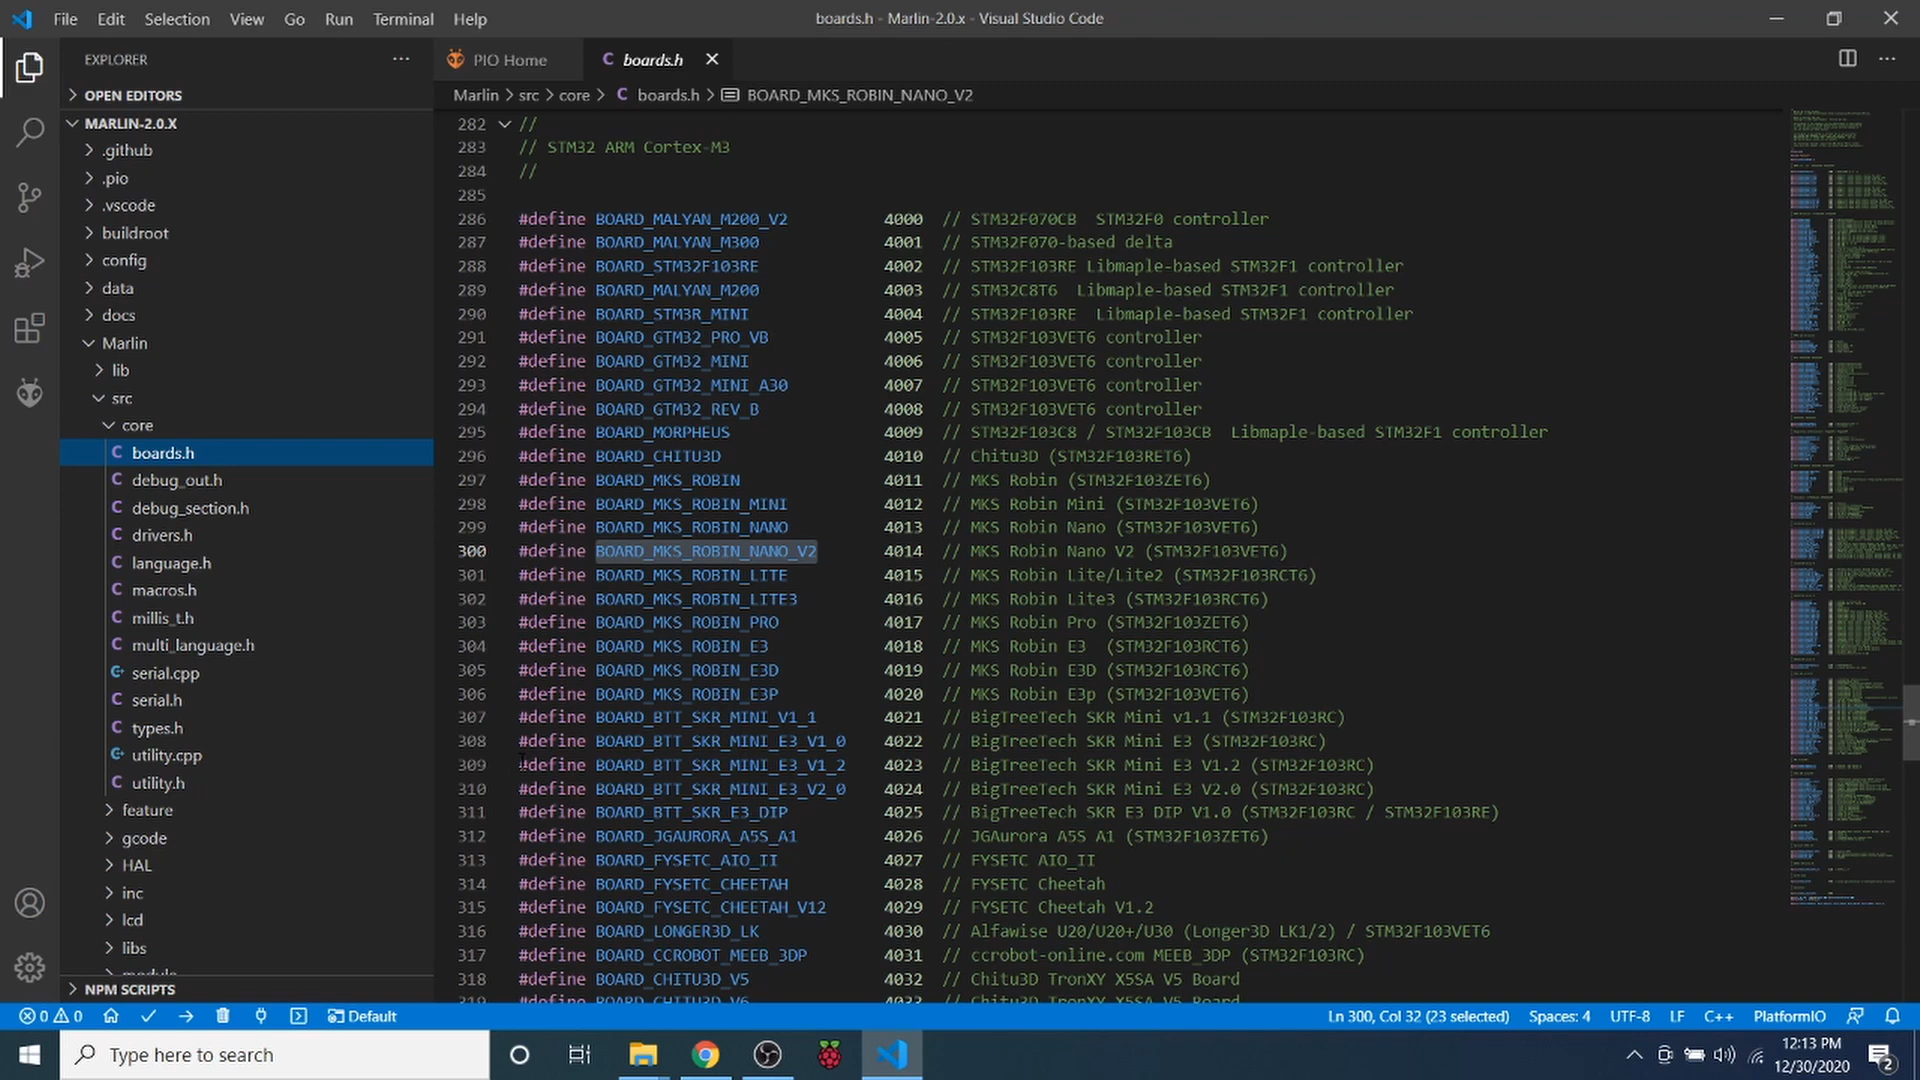 File Edit Selection View Go Run Terminal Help
boards.h - Marlin-2.0.x - Visual Studio Code
EXPLORER
OPEN EDITORS
MARLIN-2.0.X
.github
.pio
.vscode
buildroot
config
data
docs
Marlin
lib
src
core
C boards.h
C debug_out.h
C debug_section.h
C drivers.h
C language.h
C macros.h
C millis_t.h
C multi_language.h
serial.cpp
C serial.h
C types.h
utility.cpp
C utility.h
feature
gcode
HAL
inc
lcd
libs
module
NPM SCRIPTS
PIO Home
C boards.h
Marlin > src > core > C boards.h > BOARD_MKS_ROBIN_NANO_V2
282 //
283 // STM32 ARM Cortex-M3
284 //
285
286 #define BOARD_MALYAN_M200_V2 4000 // STM32F070CB STM32F0 controller
287 #define BOARD_MALYAN_M300 4001 // STM32F070-based delta
288 #define BOARD_STM32F103RE 4002 // STM32F103RE Libmaple-based STM32F1 controller
289 #define BOARD_MALYAN_M200 4003 // STM32C8T6 Libmaple-based STM32F1 controller
290 #define BOARD_STM3R_MINI 4004 // STM32F103RE Libmaple-based STM32F1 controller
291 #define BOARD_GTM32_PRO_VB 4005 // STM32F103VET6 controller
292 #define BOARD_GTM32_MINI 4006 // STM32F103VET6 controller
293 #define BOARD_GTM32_MINI_A30 4007 // STM32F103VET6 controller
294 #define BOARD_GTM32_REV_B 4008 // STM32F103VET6 controller
295 #define BOARD_MORPHEUS 4009 // STM32F103C8 / STM32F103CB Libmaple-based STM32F1 controller
296 #define BOARD_CHITU3D 4010 // Chitu3D (STM32F103RET6)
297 #define BOARD_MKS_ROBIN 4011 // MKS Robin (STM32F103ZET6)
298 #define BOARD_MKS_ROBIN_MINI 4012 // MKS Robin Mini (STM32F103VET6)
299 #define BOARD_MKS_ROBIN_NANO 4013 // MKS Robin Nano (STM32F103VET6)
300 #define BOARD_MKS_ROBIN_NANO_V2 4014 // MKS Robin Nano V2 (STM32F103VET6)
301 #define BOARD_MKS_ROBIN_LITE 4015 // MKS Robin Lite/Lite2 (STM32F103RCT6)
302 #define BOARD_MKS_ROBIN_LITE3 4016 // MKS Robin Lite3 (STM32F103RCT6)
303 #define BOARD_MKS_ROBIN_PRO 4017 // MKS Robin Pro (STM32F103ZET6)
304 #define BOARD_MKS_ROBIN_E3 4018 // MKS Robin E3 (STM32F103RCT6)
305 #define BOARD_MKS_ROBIN_E3D 4019 // MKS Robin E3D (STM32F103RCT6)
306 #define BOARD_MKS_ROBIN_E3P 4020 // MKS Robin E3p (STM32F103VET6)
307 #define BOARD_BTT_SKR_MINI_V1_1 4021 // BigTreeTech SKR Mini v1.1 (STM32F103RC)
308 #define BOARD_BTT_SKR_MINI_E3_V1_0 4022 // BigTreeTech SKR Mini E3 (STM32F103RC)
309 #define BOARD_BTT_SKR_MINI_E3_V1_2 4023 // BigTreeTech SKR Mini E3 V1.2 (STM32F103RC)
310 #define BOARD_BTT_SKR_MINI_E3_V2_0 4024 // BigTreeTech SKR Mini E3 V2.0 (STM32F103RC)
311 #define BOARD_BTT_SKR_E3_DIP 4025 // BigTreeTech SKR E3 DIP V1.0 (STM32F103RC / STM32F103RE)
312 #define BOARD_JGAURORA_A5S_A1 4026 // JGAurora A5S A1 (STM32F103ZET6)
313 #define BOARD_FYSETC_AIO_II 4027 // FYSETC AIO_II
314 #define BOARD_FYSETC_CHEETAH 4028 // FYSETC Cheetah
315 #define BOARD_FYSETC_CHEETAH_V12 4029 // FYSETC Cheetah V1.2
316 #define BOARD_LONGER3D_LK 4030 // Alfawise U20/U20+/U30 (Longer3D LK1/2) / STM32F103VET6
317 #define BOARD_CCROBOT_MEEB_3DP 4031 // ccrobot-online.com MEEB_3DP (STM32F103RC)
318 #define BOARD_CHITU3D_V5 4032 // Chitu3D TronXY X5SA V5 Board
319 #define BOARD_CHITU3D_V6 4033 // Chitu3D TronXY X5SA V5 Board
0 0 Default
Ln 300, Col 32 (23 selected) Spaces: 4 UTF-8 LF C++ PlatformIO
Type here to search
12:13 PM
12/30/2020
2